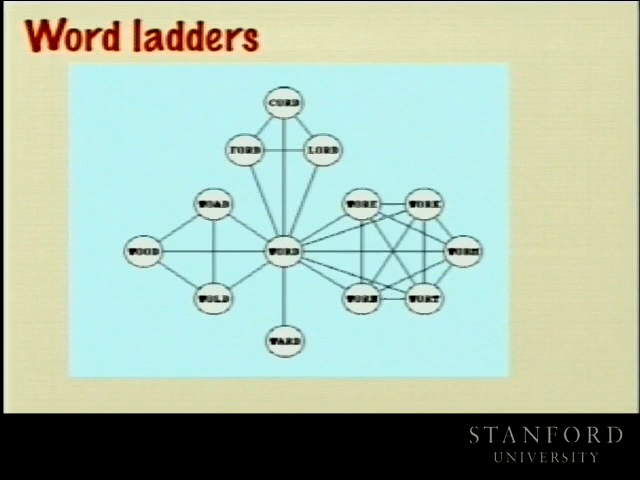 Word ladders
CORD
FORD LORD
WOAD WORE WORK
WOOD WORD WORM
WOLD WORN WORT
WARD
STANFORD
UNIVERSITY